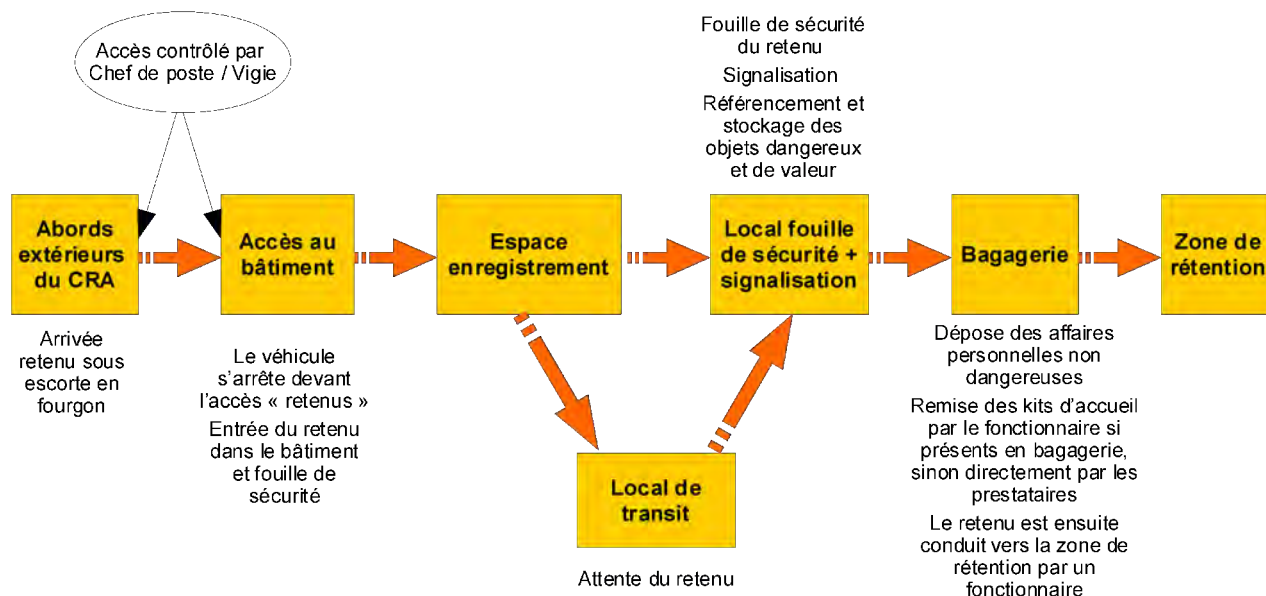 Accès contrôlé par
Chef de poste / Vigie
Fouille de sécurité
du retenu
Signalisation
Référencement et
stockage des
objets dangereux
et de valeur
Abords
extérieurs
du CRA
Accès au
bâtiment
Espace
enregistrement
Local fouille
de sécurité +
signalisation
Bagagerie
Zone de
rétention
Arrivée
retenu sous
escorte en
fourgon
Le véhicule
s'arrête devant
l'accès « retenus »
Entrée du retenu
dans le bâtiment
et fouille de
sécurité
Local de
transit
Attente du retenu
Dépose des affaires
personnelles non
dangereuses
Remise des kits d'accueil
par le fonctionnaire si
présents en bagagerie,
sinon directement par les
prestataires
Le retenu est ensuite
conduit vers la zone de
rétention par un
fonctionnaire